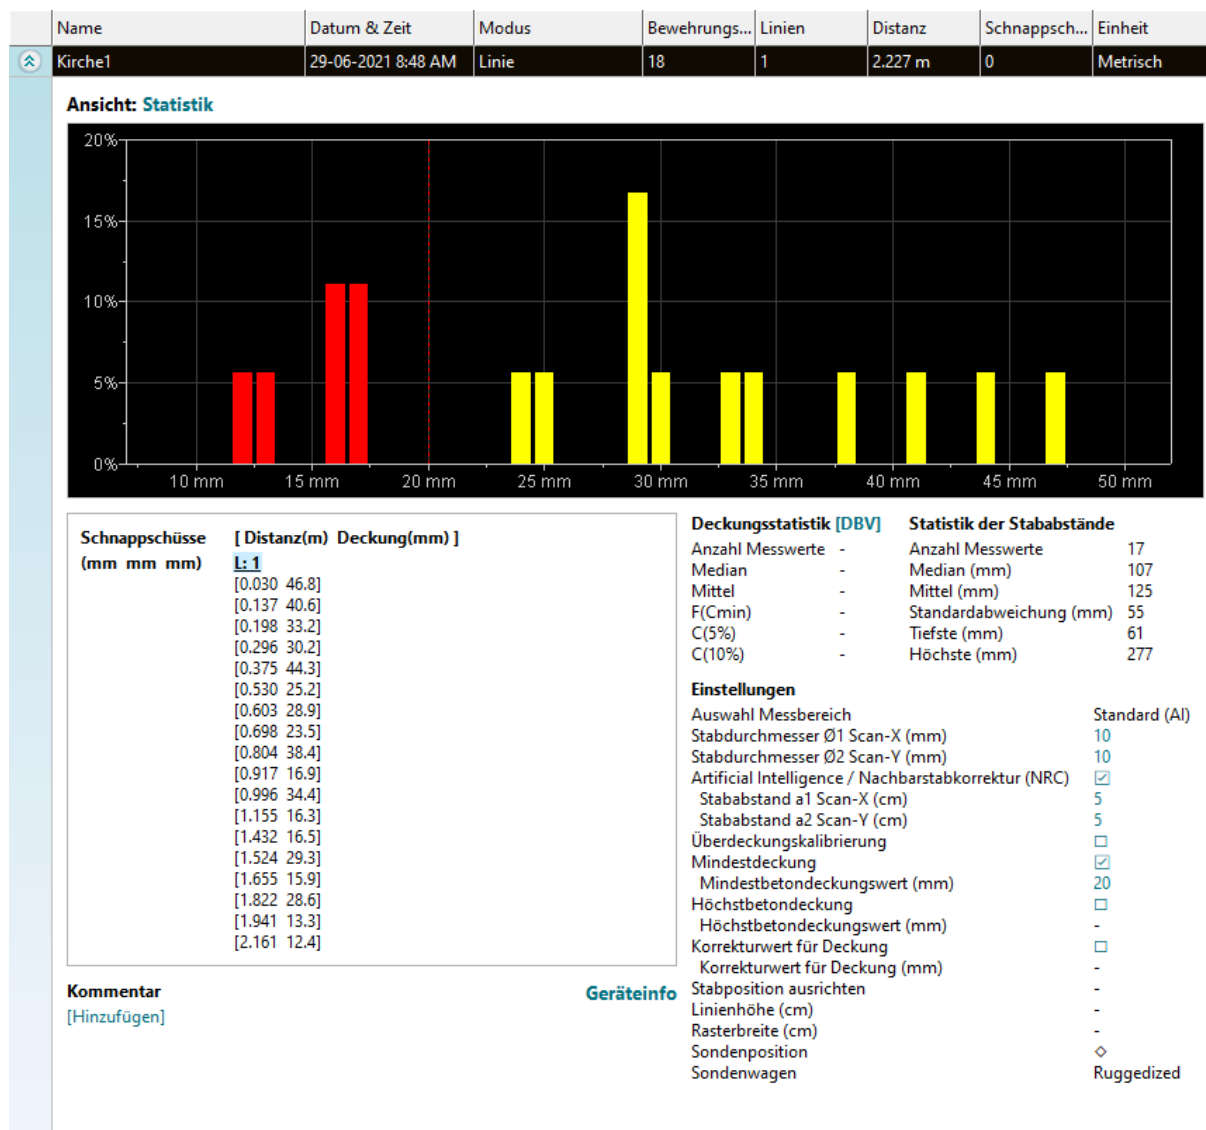 Name Datum & Zeit Modus Bewehrungs... Linien Distanz Schnappsch... Einheit
Kirche1 29-06-2021 8:48 AM Linie 18 1 2.227 m 0 Metrisch
Ansicht: Statistik
20%
15%
10%
5%
0%
10 mm 15 mm 20 mm 25 mm 30 mm 35 mm 40 mm 45 mm 50 mm
Schnappschüsse
(mm mm mm)
[ Distanz(m) Deckung(mm) ]
L: 1
[0.030 46.8]
[0.137 40.6]
[0.198 33.2]
[0.296 30.2]
[0.375 44.3]
[0.530 25.2]
[0.603 28.9]
[0.698 23.5]
[0.804 38.4]
[0.917 16.9]
[0.996 34.4]
[1.155 16.3]
[1.432 16.5]
[1.524 29.3]
[1.655 15.9]
[1.822 28.6]
[1.941 13.3]
[2.161 12.4]
Kommentar
[Hinzufügen]
Geräteinfo
Deckungsstatistik [DBV]
Anzahl Messwerte -
Median -
Mittel -
F(Cmin) -
C(5%) -
C(10%) -
Statistik der Stababstände
Anzahl Messwerte 17
Median (mm) 107
Mittel (mm) 125
Standardabweichung (mm) 55
Tiefste (mm) 61
Höchste (mm) 277
Einstellungen
Auswahl Messbereich Standard (AI)
Stabdurchmesser Ø1 Scan-X (mm) 10
Stabdurchmesser Ø2 Scan-Y (mm) 10
Artificial Intelligence / Nachbarstabkorrektur (NRC)
Stababstand a1 Scan-X (cm) 5
Stababstand a2 Scan-Y (cm) 5
Überdeckungskalibrierung
Mindestdeckung
Mindestbetondeckungswert (mm) 20
Höchstbetondeckung
Höchstbetondeckungswert (mm) -
Korrekturwert für Deckung
Korrekturwert für Deckung (mm) -
Stabposition ausrichten -
Linienhöhe (cm) -
Rasterbreite (cm) -
Sondenposition
Sondenwagen Ruggedized